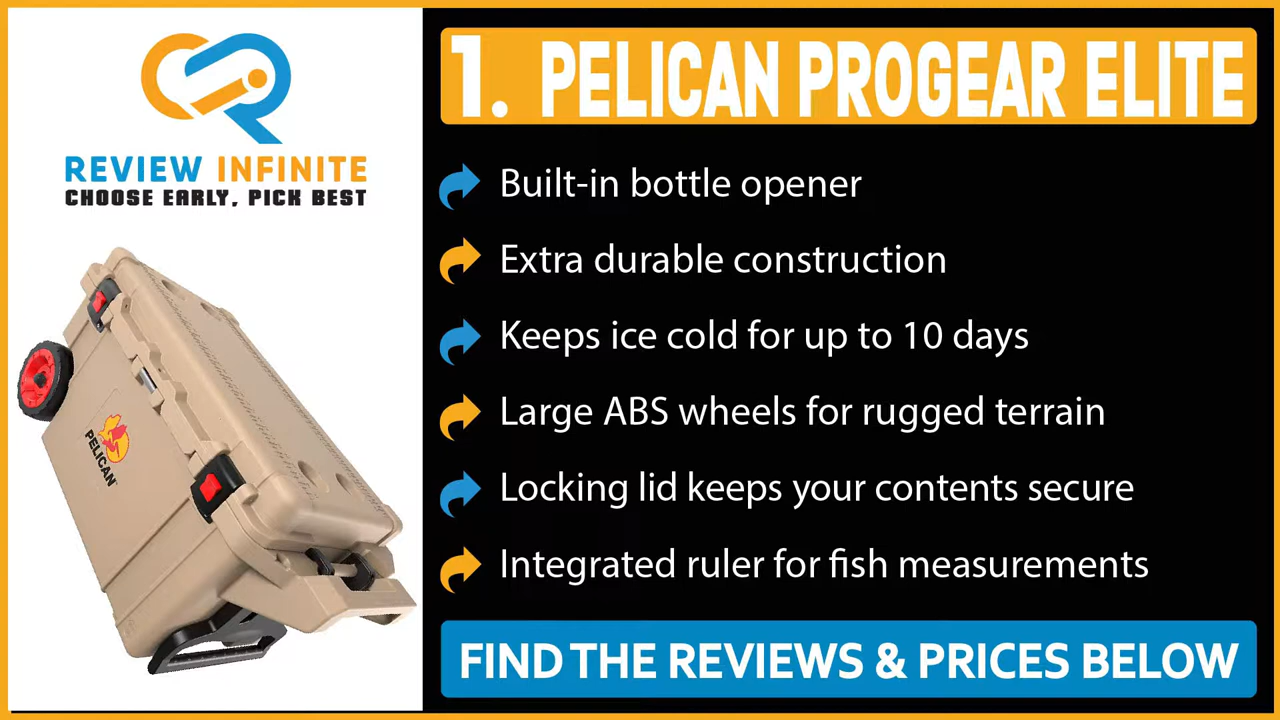 REVIEW INFINITE
CHOOSE EARLY, PICK BEST
PELICAN
1. PELICAN PROGEAR ELITE
Built-in bottle opener
Extra durable construction
Keeps ice cold for up to 10 days
Large ABS wheels for rugged terrain
Locking lid keeps your contents secure
Integrated ruler for fish measurements
FIND THE REVIEWS & PRICES BELOW